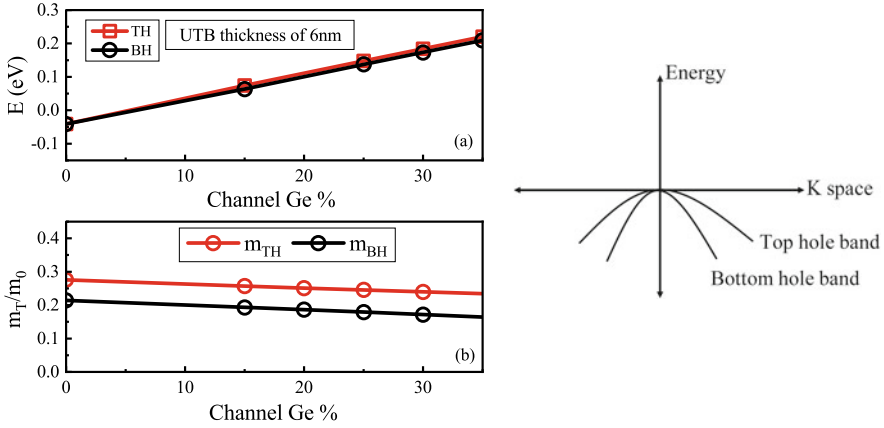 0.3
0.2
0.1
0.0
-0.1
E (eV)
TH
BH
UTB thickness of 6nm
(a)
0 10 20 30
Channel Ge %
0.4
0.3
0.2
0.1
0.0
m_T/m_0
m_TH m_BH
(b)
0 10 20 30
Channel Ge %
Energy
K space
Top hole band
Bottom hole band